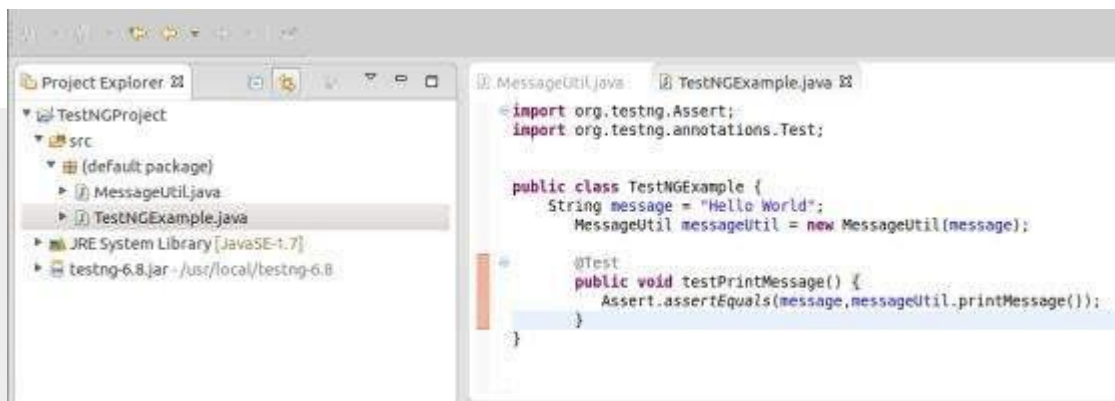 Project Explorer
TestNGProject
src
(default package)
MessageUtil.java
TestNGExample.java
JRE System Library [JavaSE-1.7]
testng-6.8.jar - /usr/local/testng-6.8
MessageUtil.java
TestNGExample.java
import org.testng.Assert;
import org.testng.annotations.Test;
public class TestNGExample {
String message = "Hello World";
MessageUtil messageUtil = new MessageUtil(message);
@Test
public void testPrintMessage() {
Assert.assertEquals(message,messageUtil.printMessage());
}
}